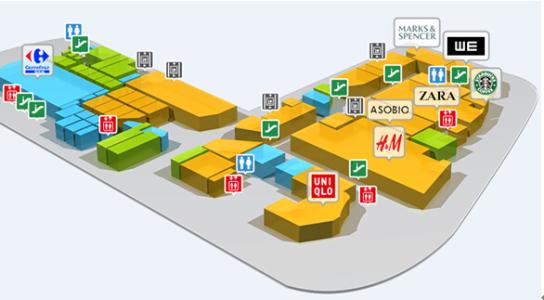 MARKS &
SPENCER
WE
Carrefour
ZARA
ASOBIO
H&M
UNI
QLO